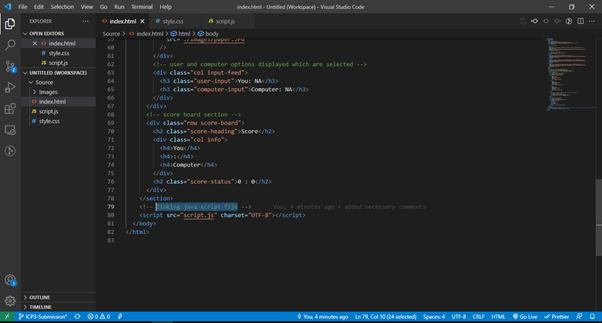 File Edit Selection View Go Run Terminal Help
index.html - Untitled (Workspace) - Visual Studio Code
EXPLORER
OPEN EDITORS
index.html
style.css
script.js
UNTITLED (WORKSPACE)
Source
Images
index.html
script.js
style.css
OUTLINE
TIMELINE
index.html style.css script.js
Source > index.html > html > body
59 src="./images/paper.JPG"
60 />
61 </div>
62 <!-- user and computer options displayed which are selected -->
63 <div class="col input-feed">
64 <h3 class="user-input">You: NA</h3>
65 <h3 class="computer-input">Computer: NA</h3>
66 </div>
67 </div>
68 <!-- score board section -->
69 <div class="row score-board">
70 <h2 class="score-heading">Score</h2>
71 <div class="col info">
72 <h4>You</h4>
73 <h4>:</h4>
74 <h4>Computer</h4>
75 </div>
76 <h2 class="score-status">0 : 0</h2>
77 </div>
78 </section>
79 <!-- linking java-script file --> You, 4 minutes ago • added necessary comments
80 <script src="script.js" charset="UTF-8"></script>
81 </body>
82 </html>
83
ICP3-Submission* 0 0 You, 4 minutes ago Ln 79, Col 10 (24 selected) Spaces: 4 UTF-8 CRLF HTML Go Live Prettier